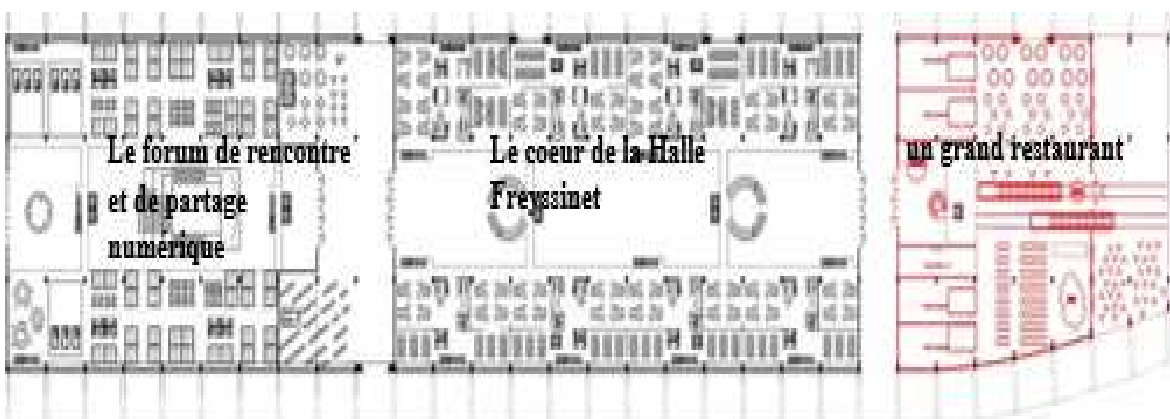 Le forum de rencontre
et de partage
numérique
Le coeur de la Halle
Freyssinet
un grand restaurant